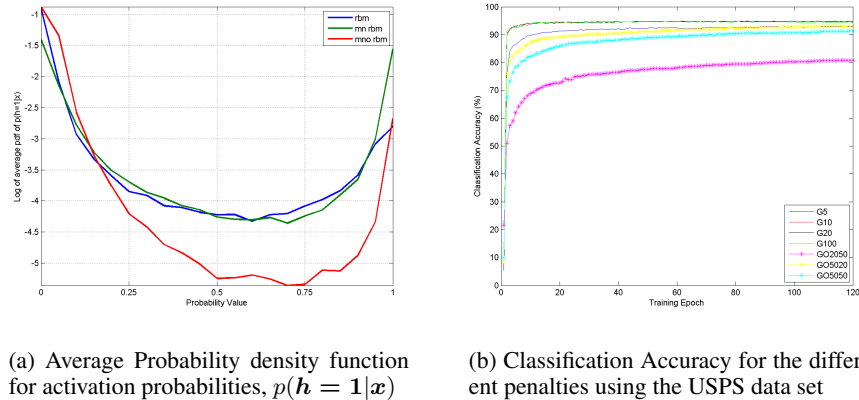 rbm
mn rbm
mno rbm
Log of average pdf of p(h=1|x)
-1
-1.5
-2
-2.5
-3
-3.5
-4
-4.5
-5
0
0.25
0.5
0.75
1
Probability Value
(a) Average Probability density function
for activation probabilities, p(h = 1|x)
Claasification Accuracy (%)
100
90
80
70
60
50
40
30
20
10
0
0
20
40
60
80
100
120
Training Epoch
G5
G10
G20
G100
GO2050
GO5020
GO5050
(b) Classification Accuracy for the differ
ent penalties using the USPS data set